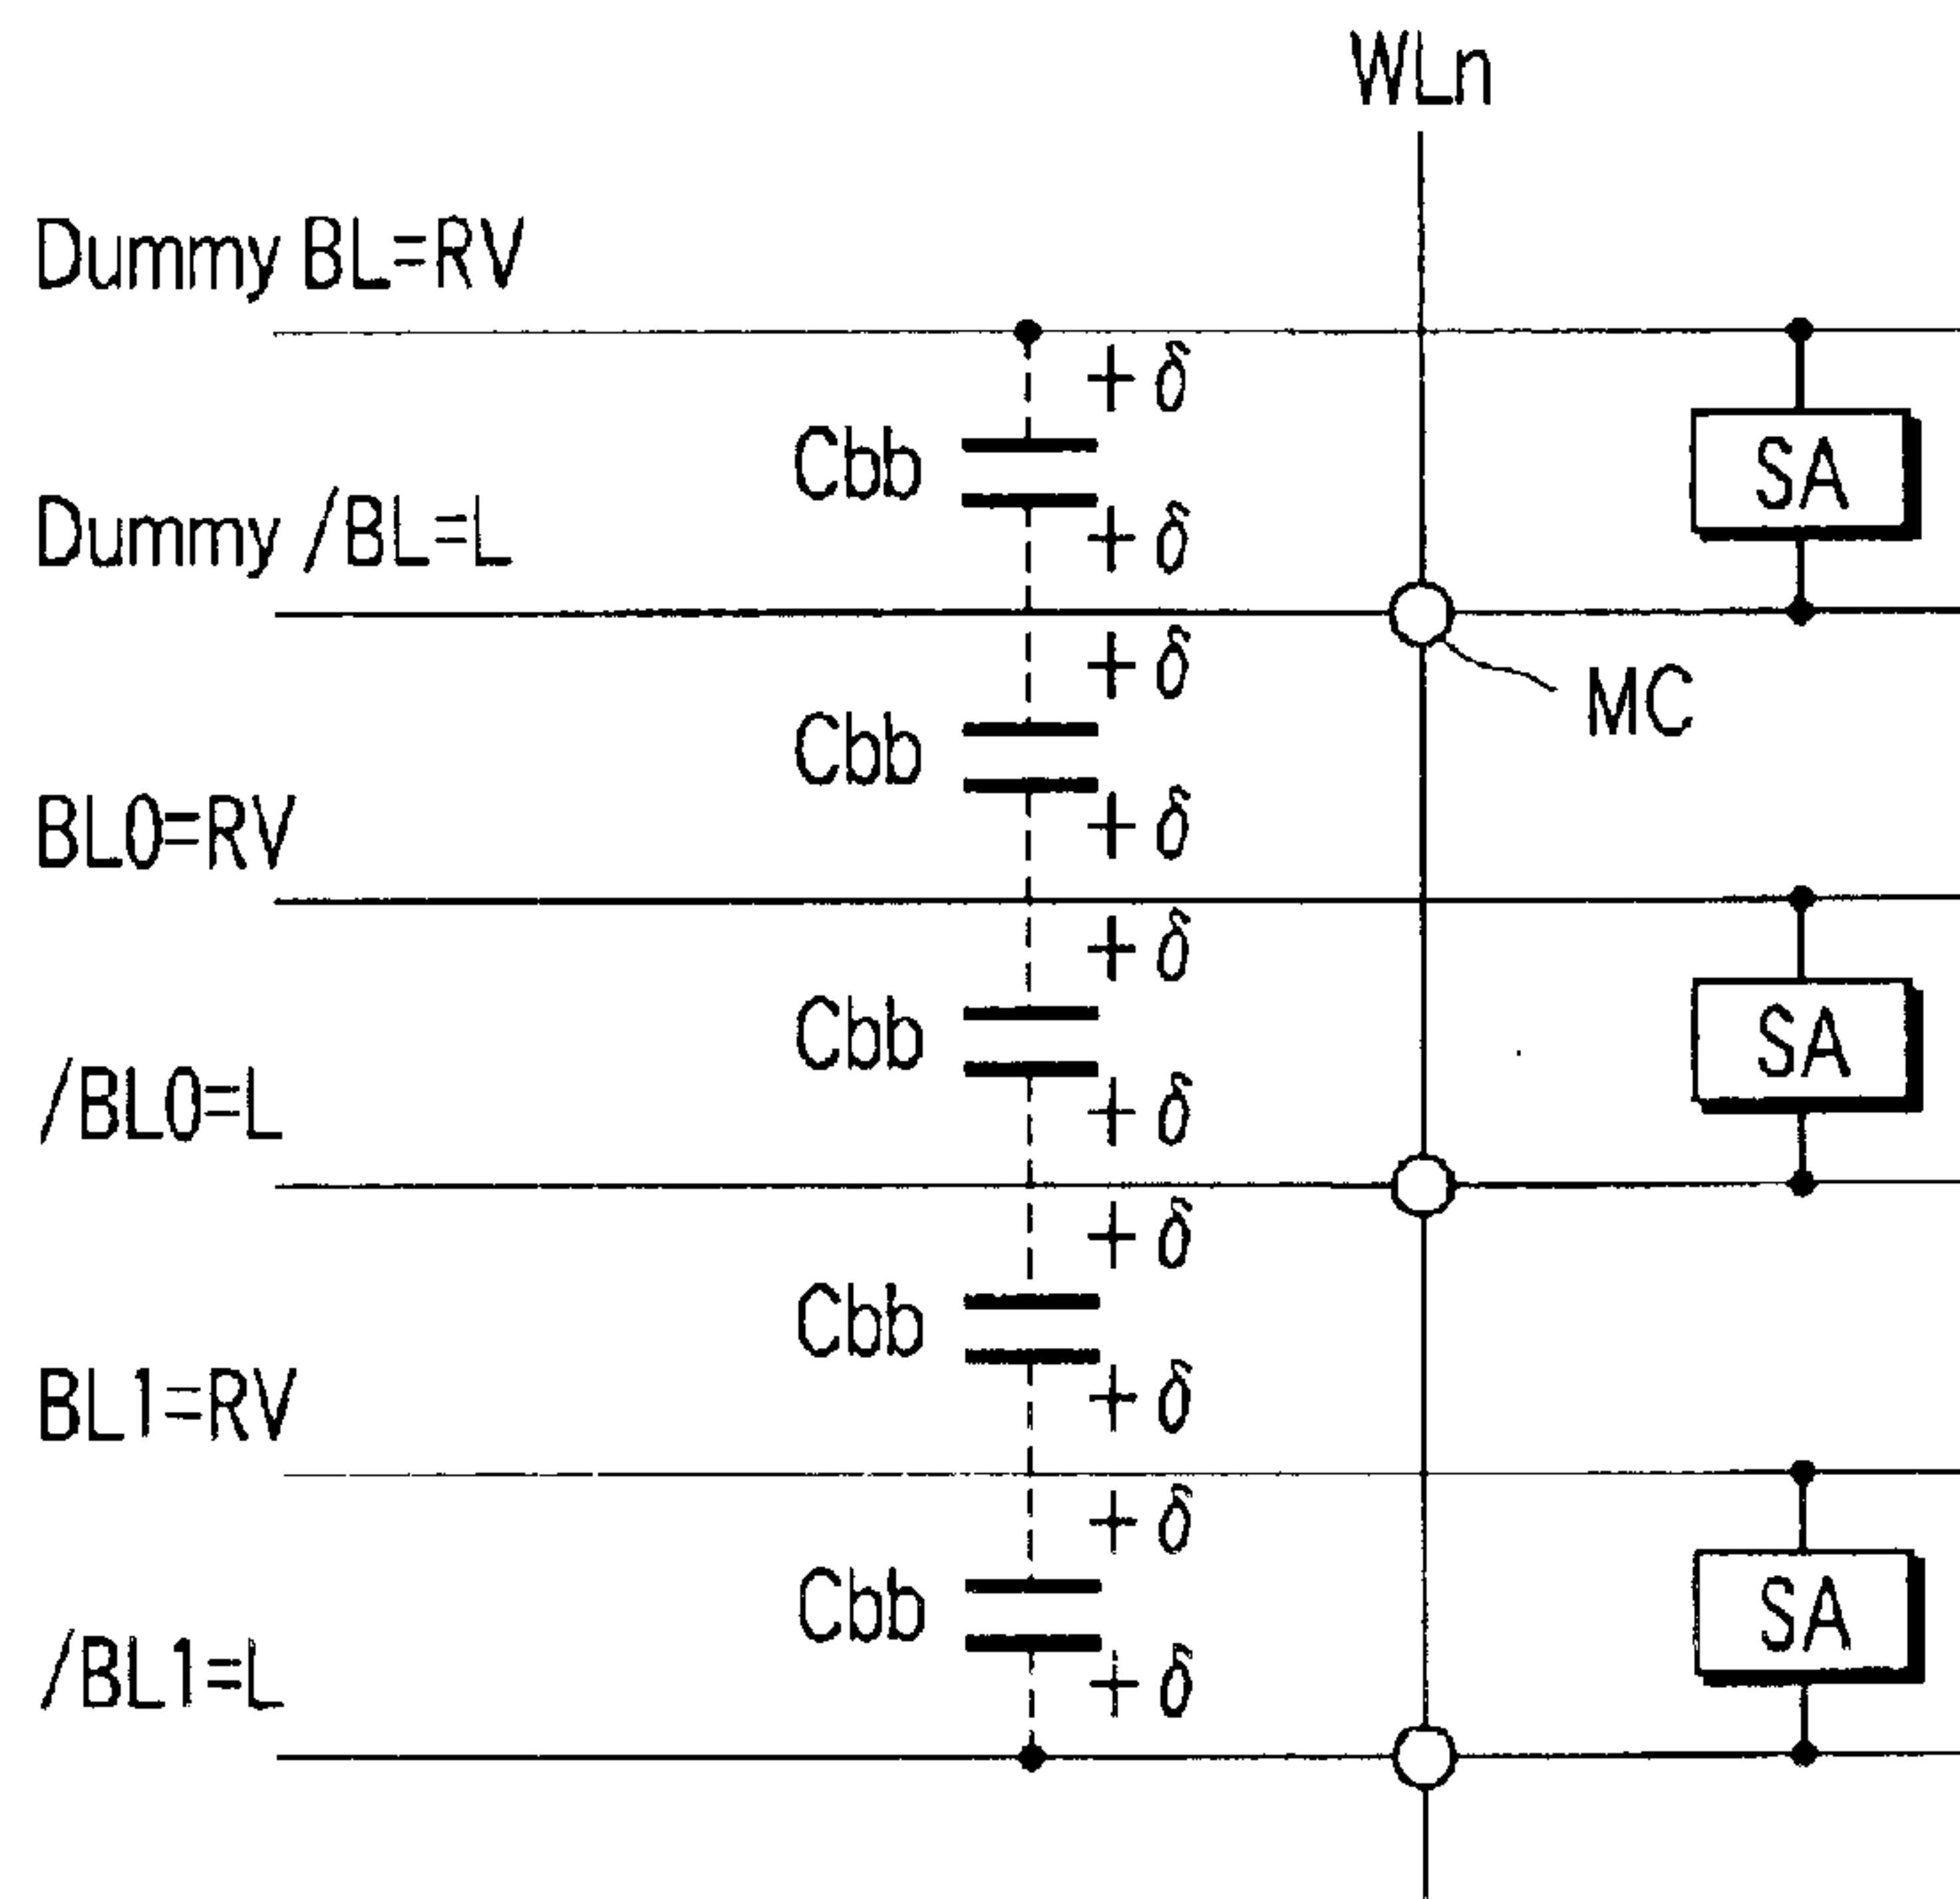 WLn
Dummy BL=RV
+δ
Cbb
SA
+δ
Dummy /BL=L
+δ
MC
Cbb
+δ
BL0=RV
+δ
Cbb
SA
+δ
/BL0=L
+δ
Cbb
+δ
BL1=RV
+δ
Cbb
SA
+δ
/BL1=L